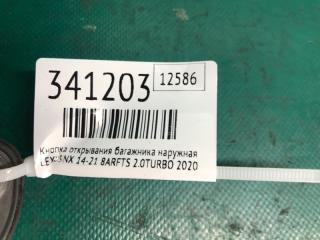 341203 12586
Кнопка открывания багажника наружная
LEXUS NX 14-21 8ARFTS 2.0TURBO 2020